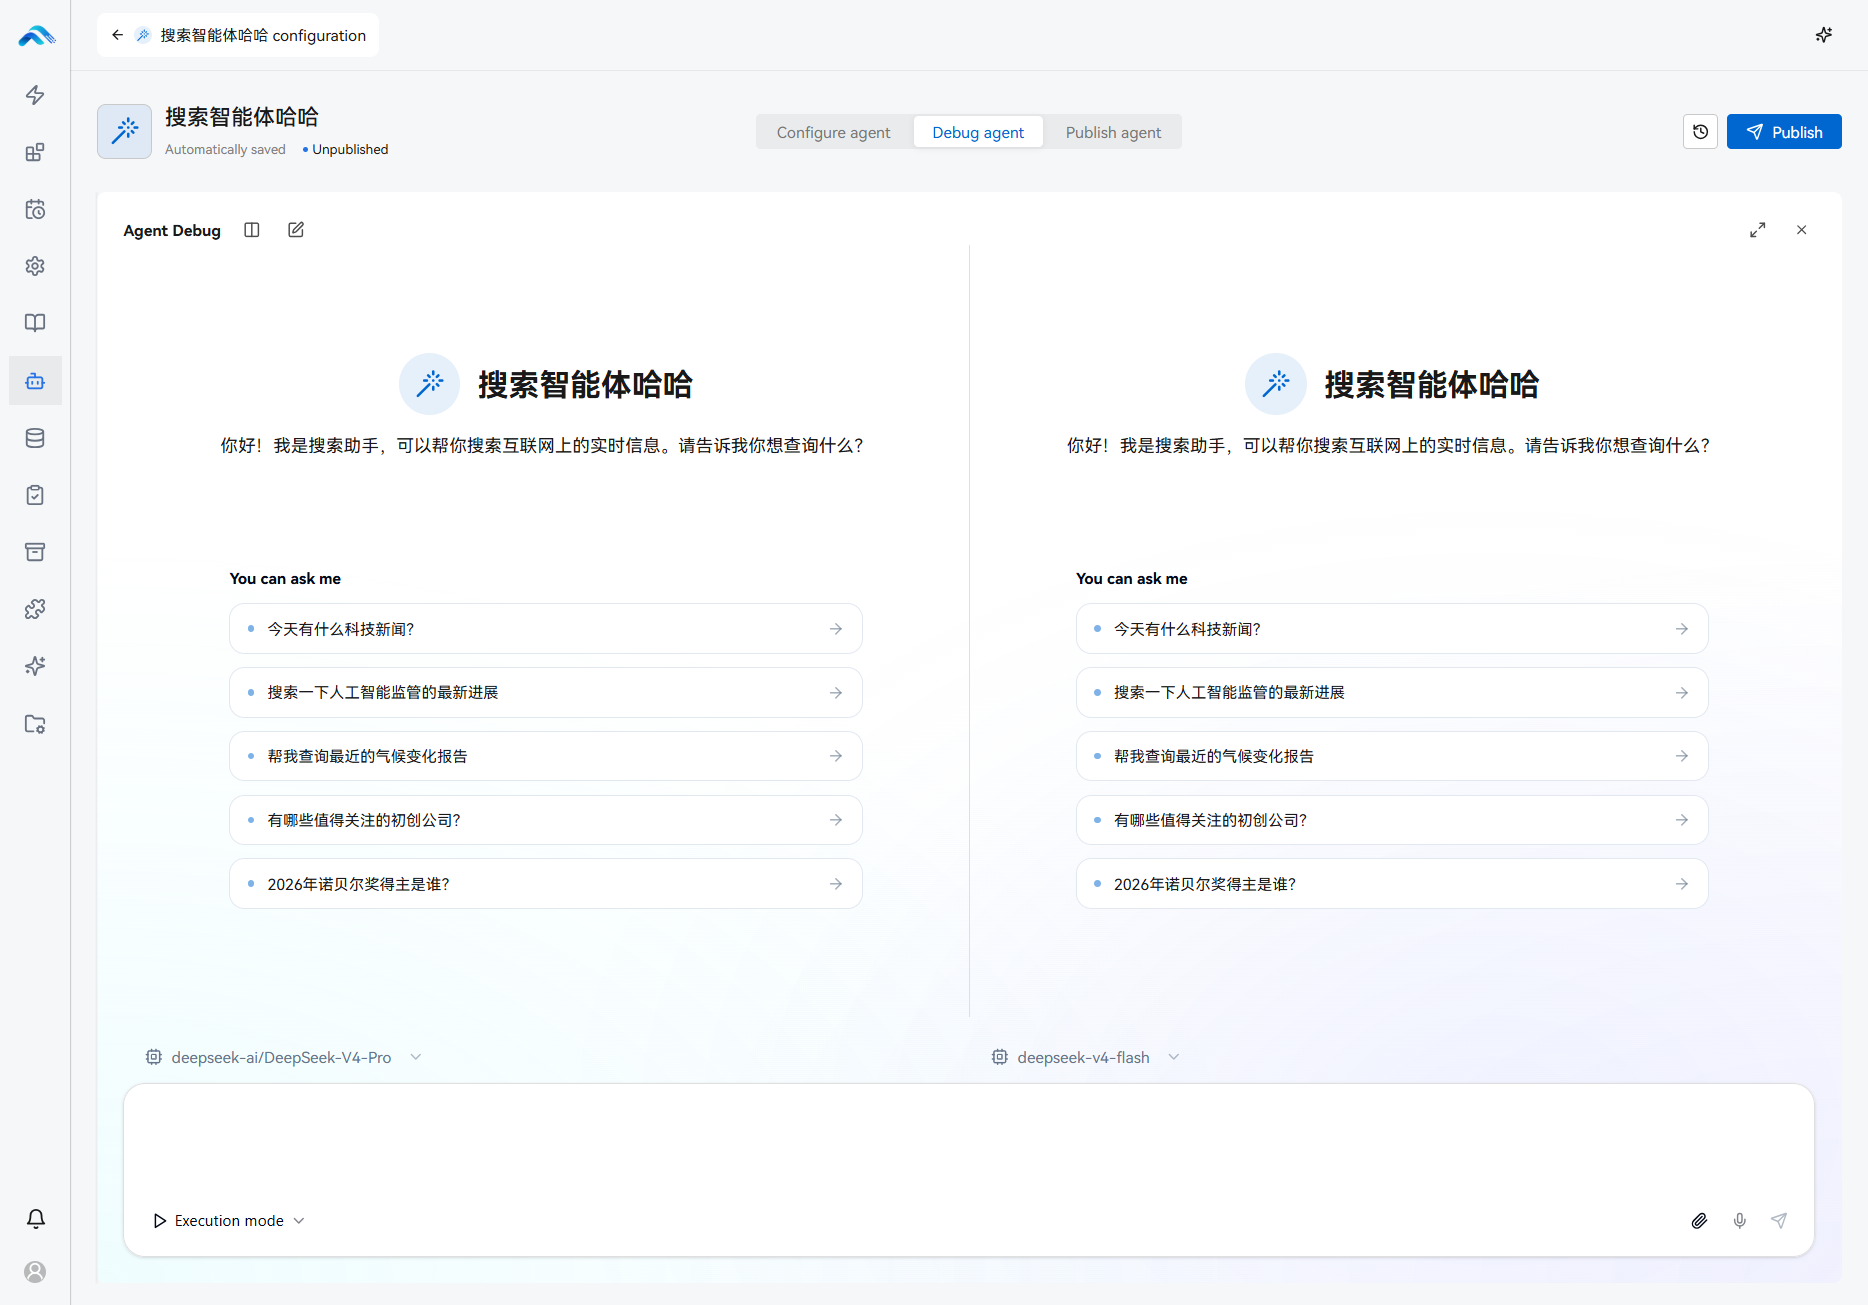 搜索智能体哈哈 configuration
搜索智能体哈哈
Automatically saved
Unpublished
Configure agent
Debug agent
Publish agent
Publish
Agent Debug
搜索智能体哈哈
你好！我是搜索助手，可以帮你搜索互联网上的实时信息。请告诉我你想查询什么？
You can ask me
今天有什么科技新闻？
搜索一下人工智能监管的最新进展
帮我查询最近的气候变化报告
有哪些值得关注的初创公司？
2026年诺贝尔奖得主是谁？
deepseek-ai/DeepSeek-V4-Pro
搜索智能体哈哈
你好！我是搜索助手，可以帮你搜索互联网上的实时信息。请告诉我你想查询什么？
You can ask me
今天有什么科技新闻？
搜索一下人工智能监管的最新进展
帮我查询最近的气候变化报告
有哪些值得关注的初创公司？
2026年诺贝尔奖得主是谁？
deepseek-v4-flash
Execution mode